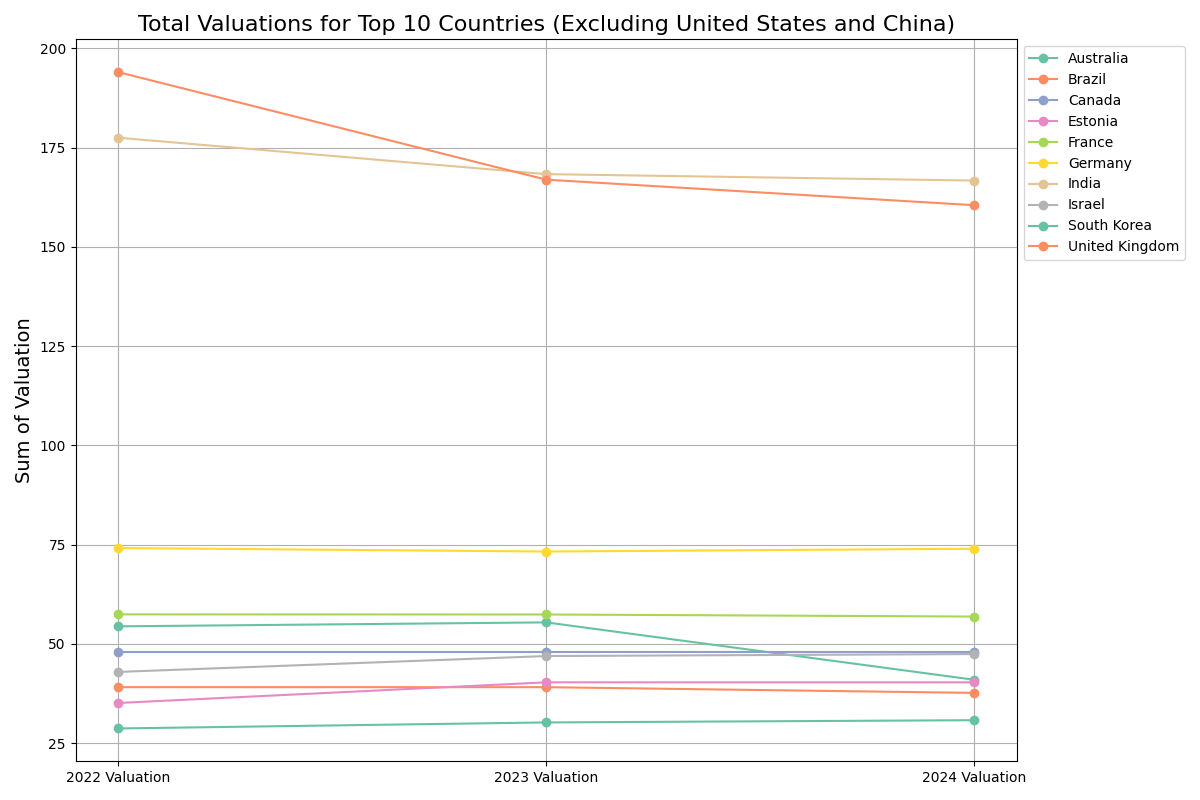 Total Valuations for Top 10 Countries (Excluding United States and China)
Sum of Valuation
200
175
150
125
100
75
50
25
2022 Valuation
2023 Valuation
2024 Valuation
Australia
Brazil
Canada
Estonia
France
Germany
India
Israel
South Korea
United Kingdom